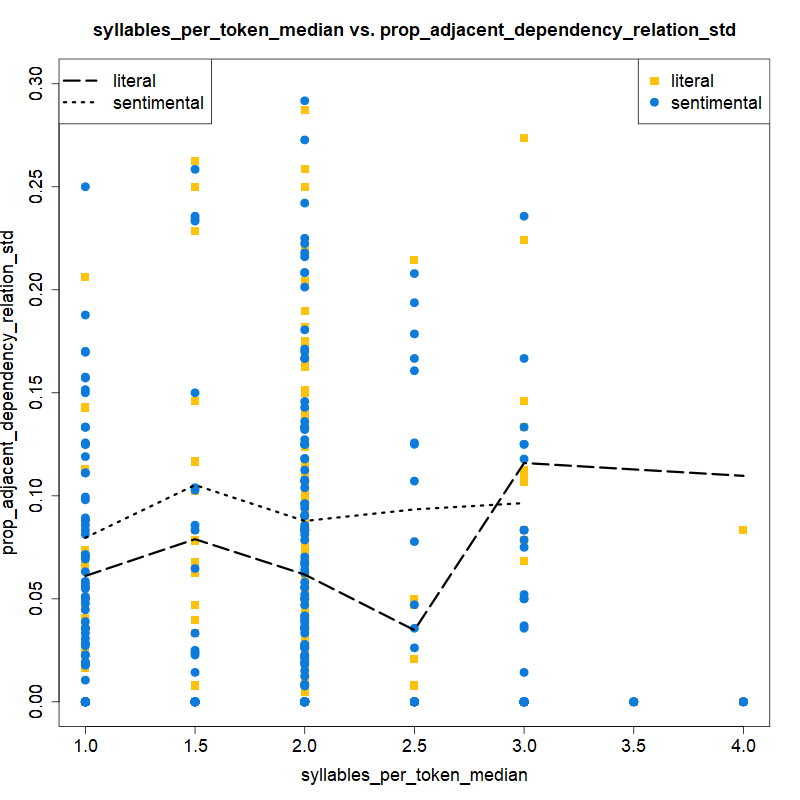 syllables_per_token_median vs. prop_adjacent_dependency_relation_std
literal
sentimental
literal
sentimental
prop_adjacent_dependency_relation_std
0.30
0.25
0.20
0.15
0.10
0.05
0.00
1.0 1.5 2.0 2.5 3.0 3.5 4.0
syllables_per_token_median